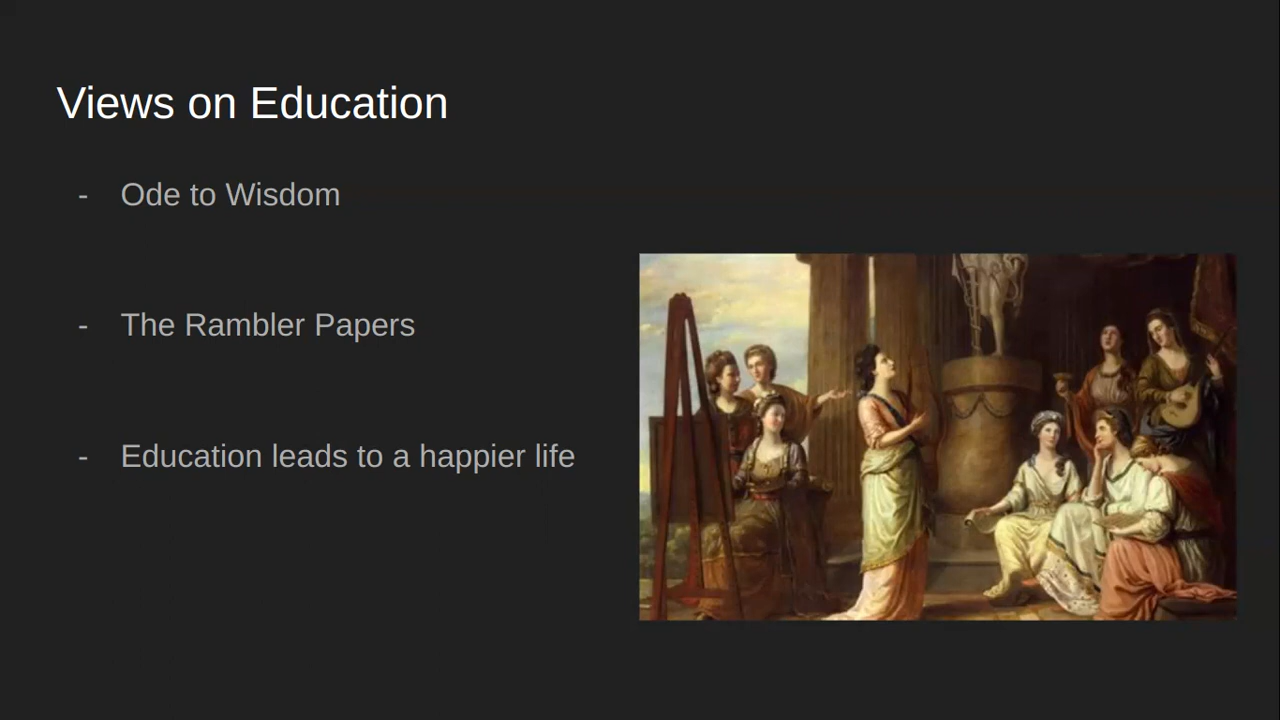 Views on Education
- Ode to Wisdom
- The Rambler Papers
- Education leads to a happier life